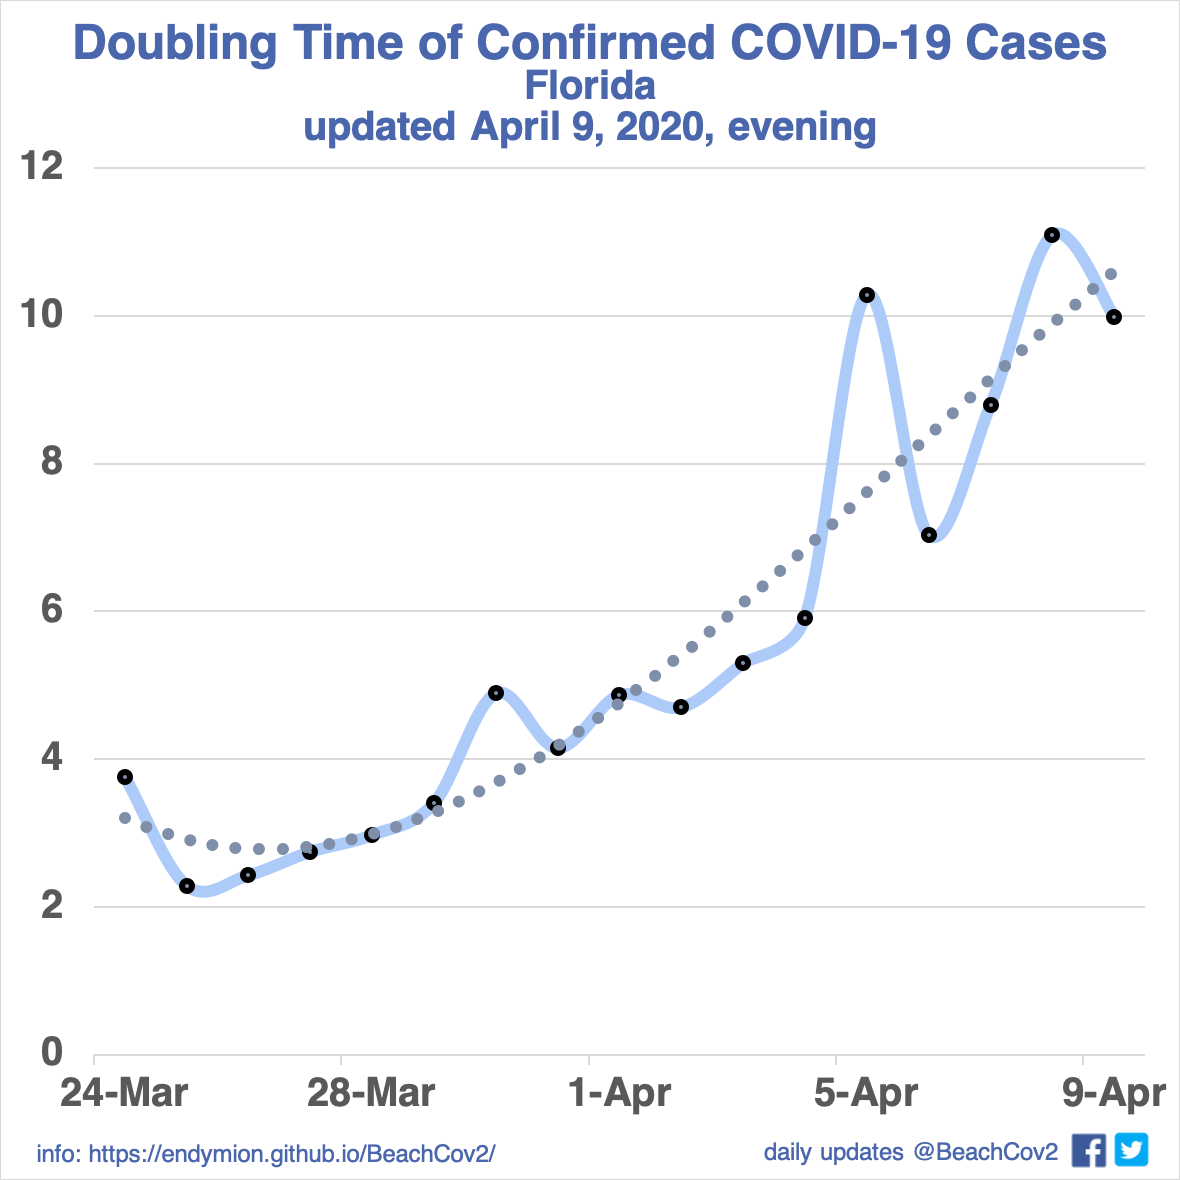 Doubling Time of Confirmed COVID-19 Cases
Florida
updated April 9, 2020, evening
12
10
8
6
4
2
0
24-Mar 28-Mar 1-Apr 5-Apr 9-Apr
info: https://endymion.github.io/BeachCov2/ daily updates @BeachCov2